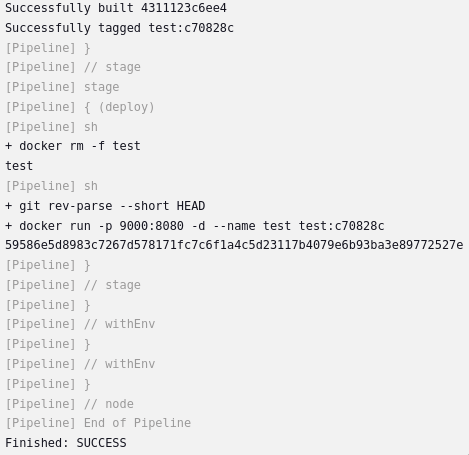 Successfully built 4311123c6ee4
Successfully tagged test:c70828c
[Pipeline] }
[Pipeline] // stage
[Pipeline] stage
[Pipeline] { (deploy)
[Pipeline] sh
+ docker rm -f test
test
[Pipeline] sh
+ git rev-parse --short HEAD
+ docker run -p 9000:8080 -d --name test test:c70828c
59586e5d8983c7267d578171fc7c6f1a4c5d23117b4079e6b93ba3e89772527e
[Pipeline] }
[Pipeline] // stage
[Pipeline] }
[Pipeline] // withEnv
[Pipeline] }
[Pipeline] // withEnv
[Pipeline] }
[Pipeline] // node
[Pipeline] End of Pipeline
Finished: SUCCESS